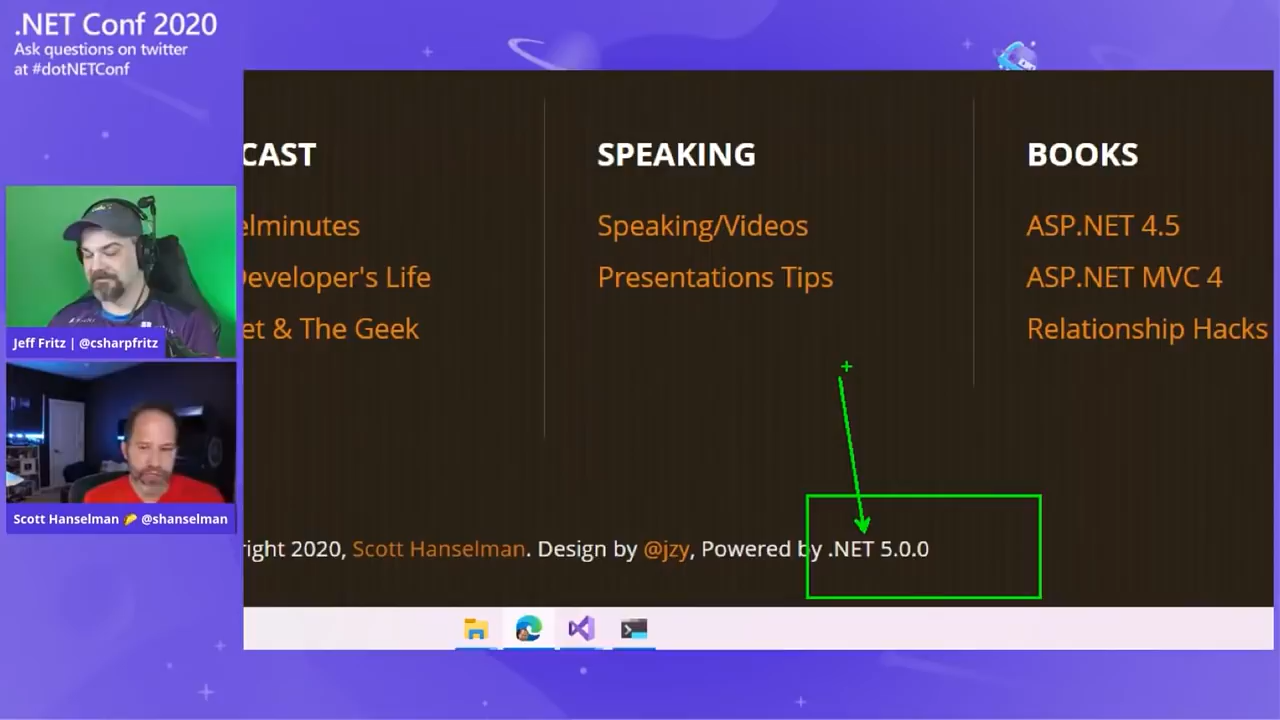 .NET Conf 2020
Ask questions on twitter
at #dotNETConf
CAST
SPEAKING
BOOKS
elminutes
Speaking/Videos
ASP.NET 4.5
Developer's Life
Presentations Tips
ASP.NET MVC 4
et & The Geek
Relationship Hacks
Jeff Fritz | @csharpfritz
right 2020, Scott Hanselman. Design by @jzy, Powered by .NET 5.0.0
Scott Hanselman 🌮 @shanselman